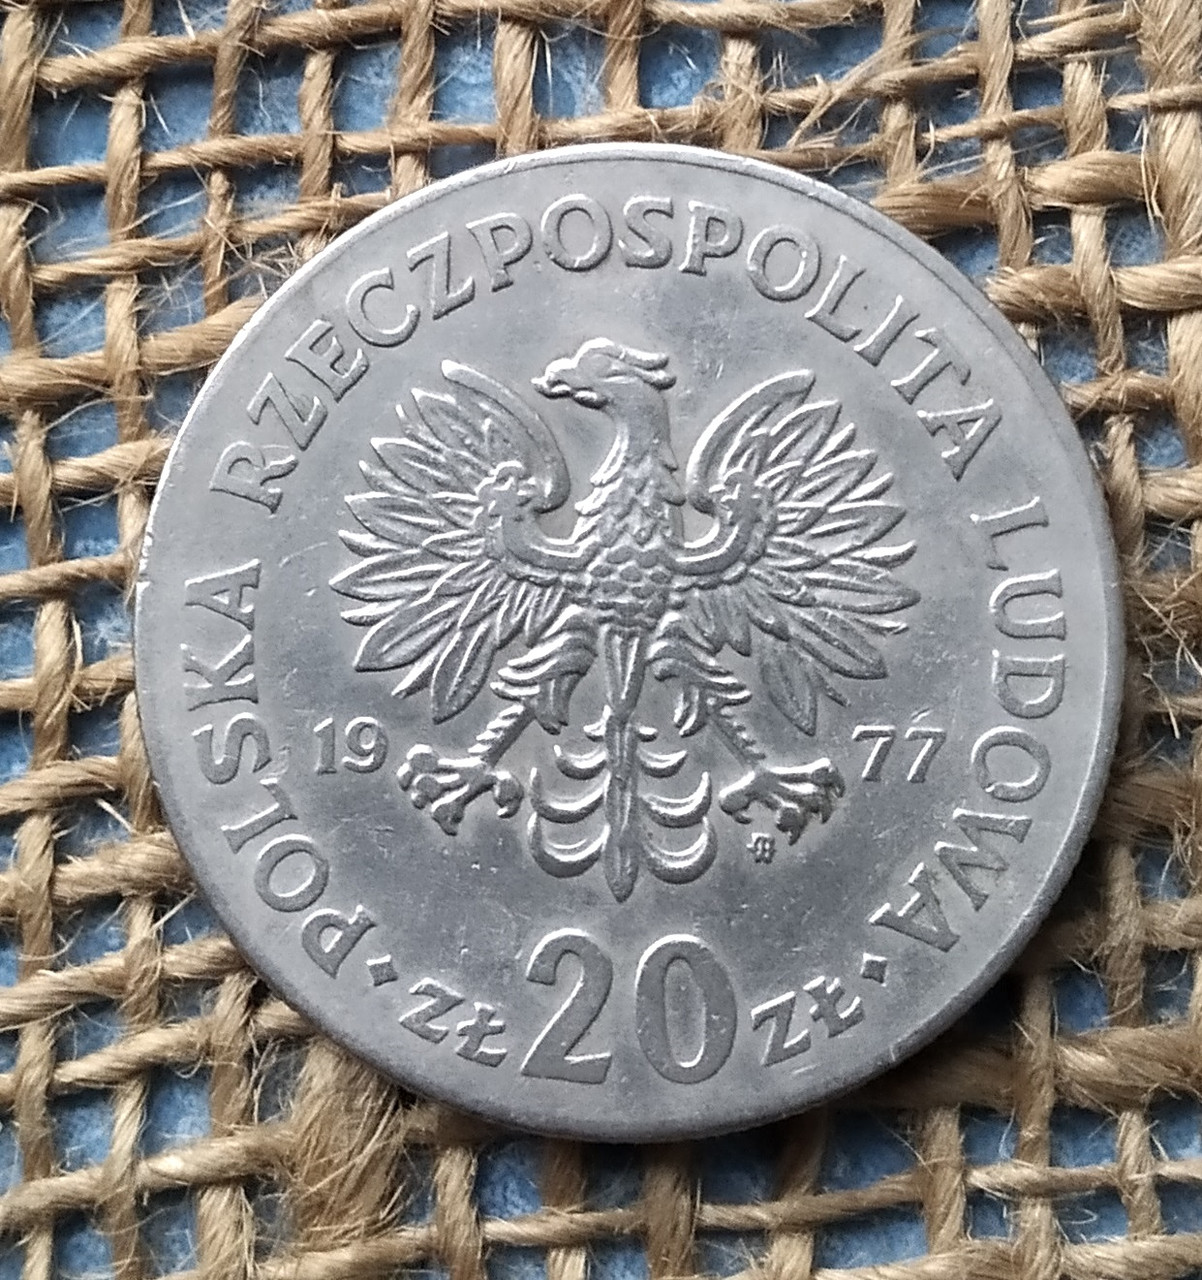 POLSKA RZECZPOSPOLITA LUDOWA
19 77
ZŁ 20 ZŁ